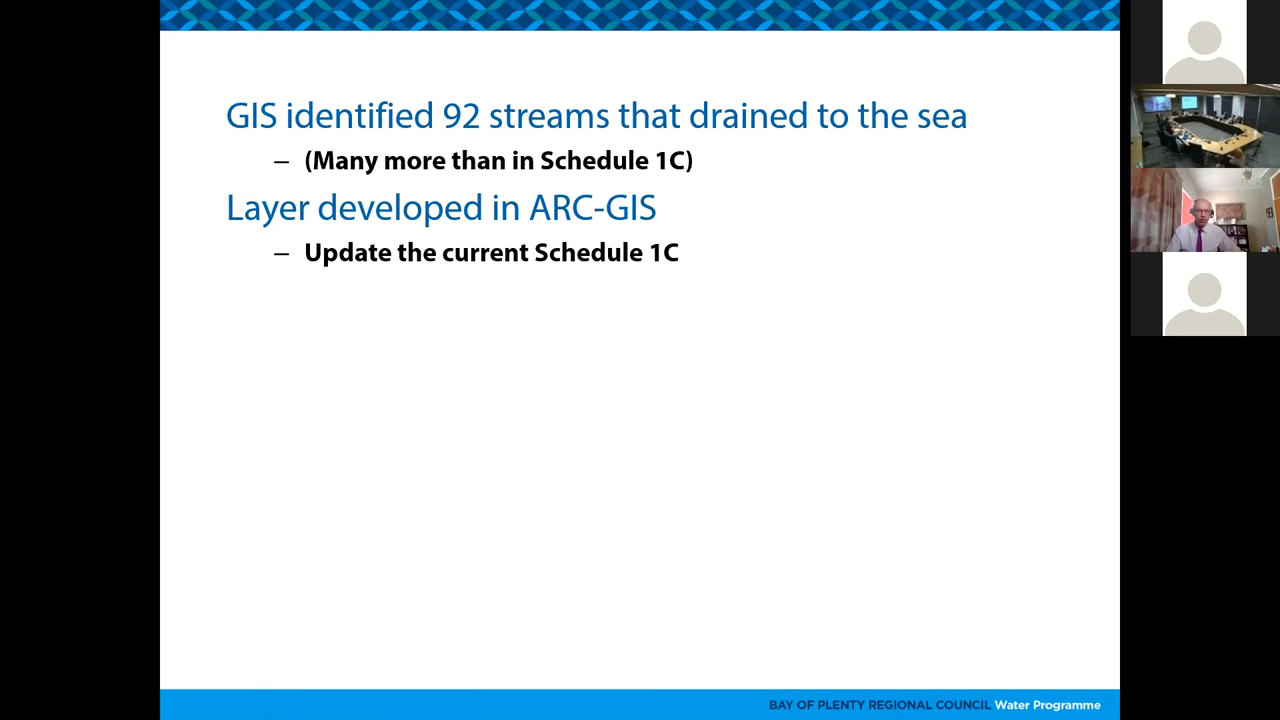 GIS identified 92 streams that drained to the sea
– (Many more than in Schedule 1C)
Layer developed in ARC-GIS
– Update the current Schedule 1C
BAY OF PLENTY REGIONAL COUNCIL Water Programme